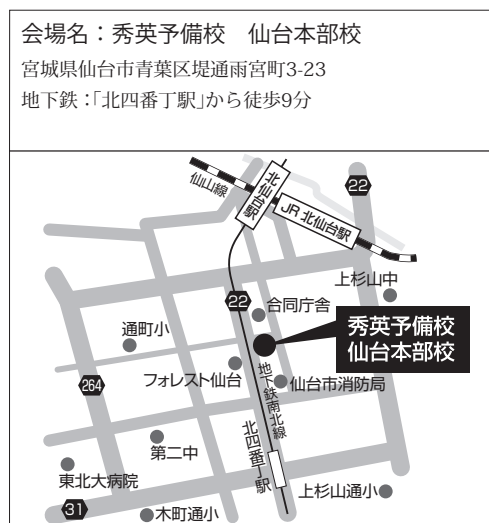 会場名：秀英予備校　仙台本部校
宮城県仙台市青葉区堤通雨宮町3-23
地下鉄：「北四番丁駅」から徒歩9分
仙山線
北仙台駅
JR 北仙台駅
22
上杉山中
22
合同庁舎
秀英予備校
仙台本部校
通町小
フォレスト仙台
地下鉄南北線
仙台市消防局
264
北四番丁駅
第二中
東北大病院
31
木町通小
上杉山通小